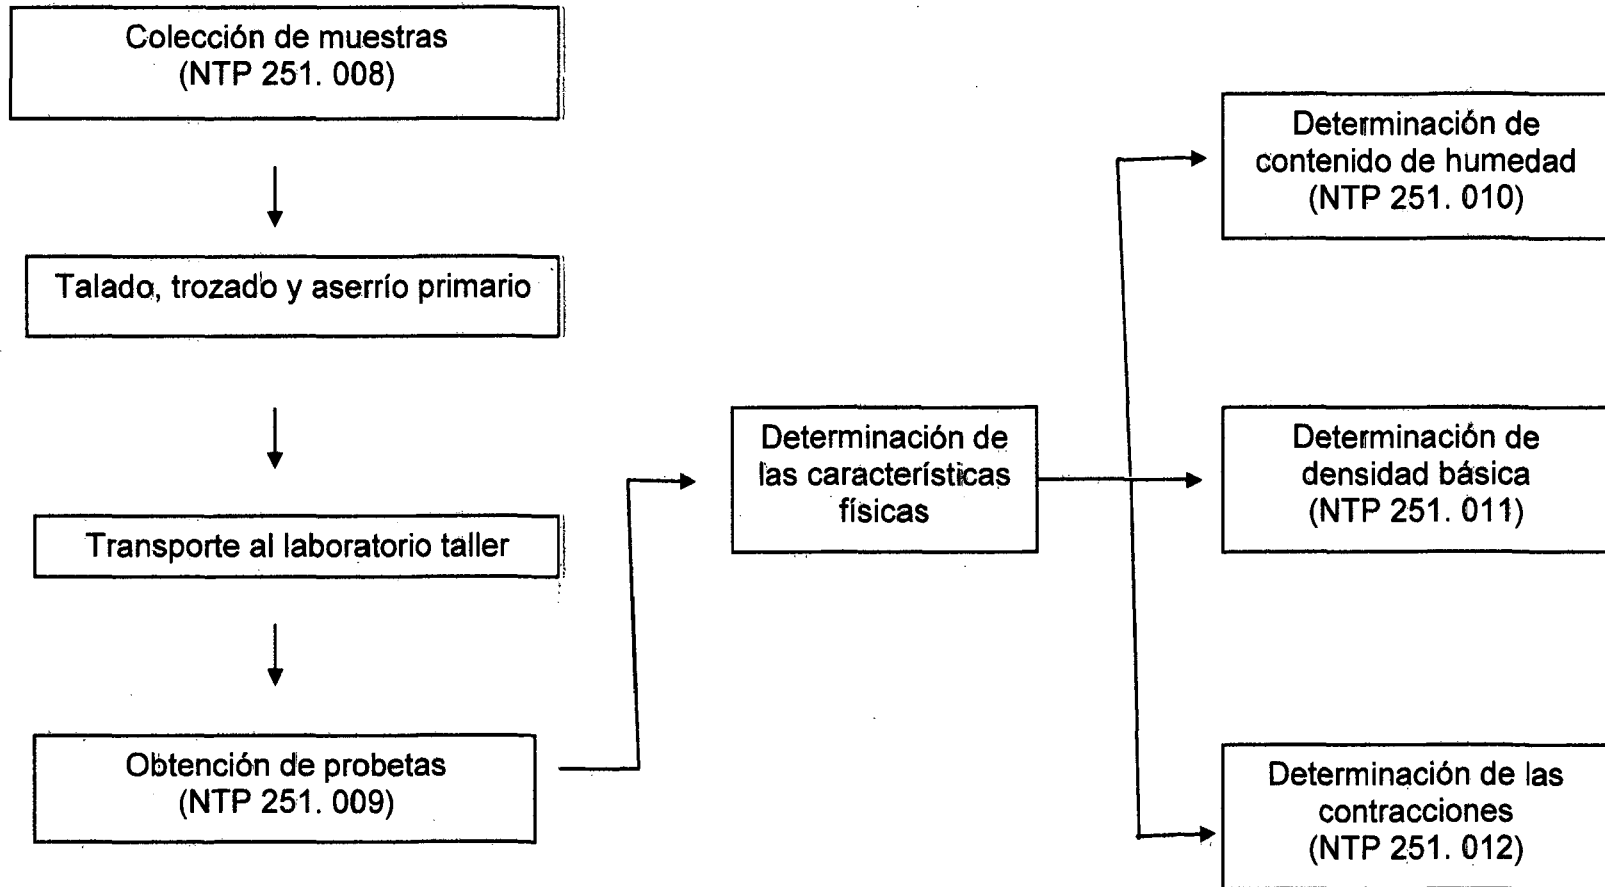 Colección de muestras
(NTP 251. 008)
Talado, trozado y aserrío primario
Transporte al laboratorio taller
Obtención de probetas
(NTP 251. 009)
Determinación de
las características
físicas
Determinación de
contenido de humedad
(NTP 251. 010)
Determinación de
densidad básica
(NTP 251. 011)
Determinación de las
contracciones
(NTP 251. 012)